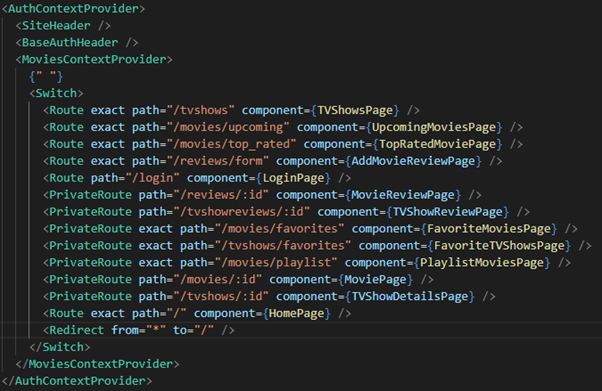 <AuthContextProvider>
<SiteHeader />
<BaseAuthHeader />
<MoviesContextProvider>
{" "}
<Switch>
<Route exact path="/tvshows" component={TVShowsPage} />
<Route exact path="/movies/upcoming" component={UpcomingMoviesPage} />
<Route exact path="/movies/top_rated" component={TopRatedMoviePage} />
<Route exact path="/reviews/form" component={AddMovieReviewPage} />
<Route path="/login" component={LoginPage} />
<PrivateRoute path="/reviews/:id" component={MovieReviewPage} />
<PrivateRoute path="/tvshowreviews/:id" component={TVShowReviewPage} />
<PrivateRoute exact path="/movies/favorites" component={FavoriteMoviesPage} />
<PrivateRoute exact path="/tvshows/favorites" component={FavoriteTVShowsPage} />
<PrivateRoute exact path="/movies/playlist" component={PlaylistMoviesPage} />
<PrivateRoute path="/movies/:id" component={MoviePage} />
<PrivateRoute path="/tvshows/:id" component={TVShowDetailsPage} />
<Route exact path="/" component={HomePage} />
<Redirect from="*" to="/" />
</Switch>
</MoviesContextProvider>
</AuthContextProvider>